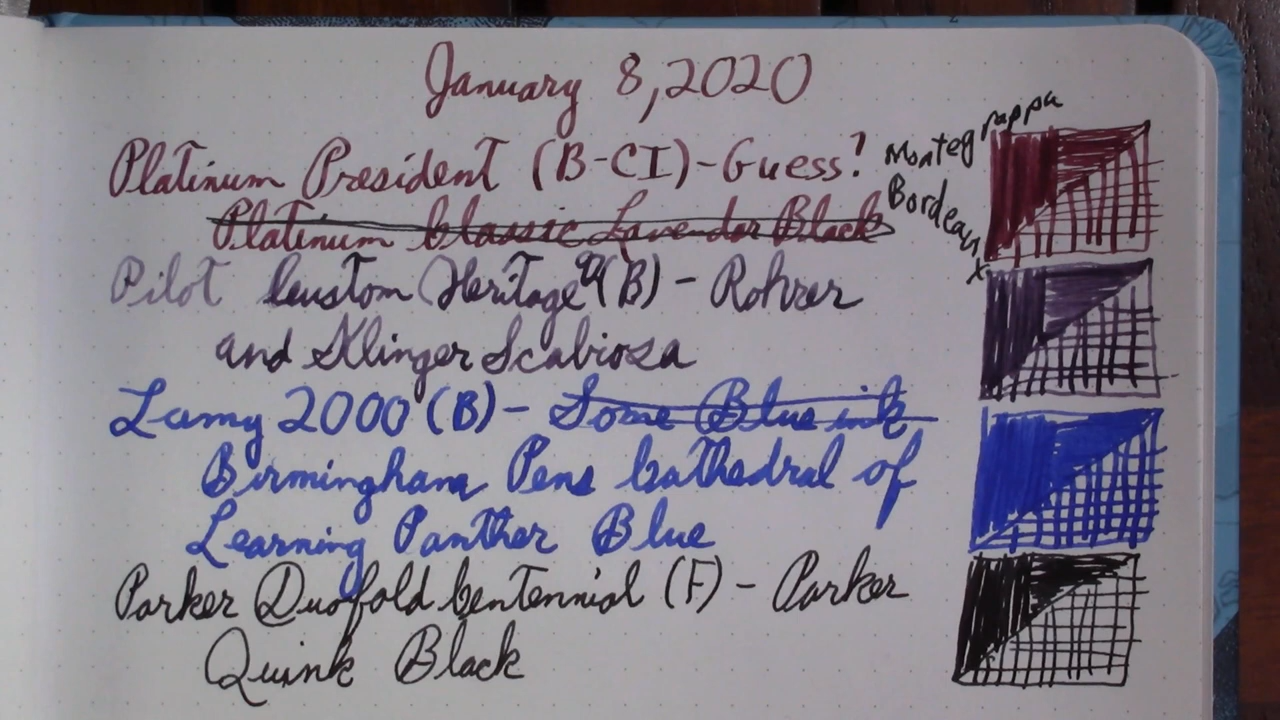 January 8, 2020
Platinum President (B-CI) - Guess?
Montegrappa
Bordeaux
Platinum Classic Lavendar Black
Pilot Custom Heritage 91 (B) - Rohrer
and Klinger Scabiosa
Lamy 2000 (B) - Some Blue ink
Birmingham Pens Cathedral of
Learning Panther Blue
Parker Duofold Centennial (F) - Parker
Quink Black